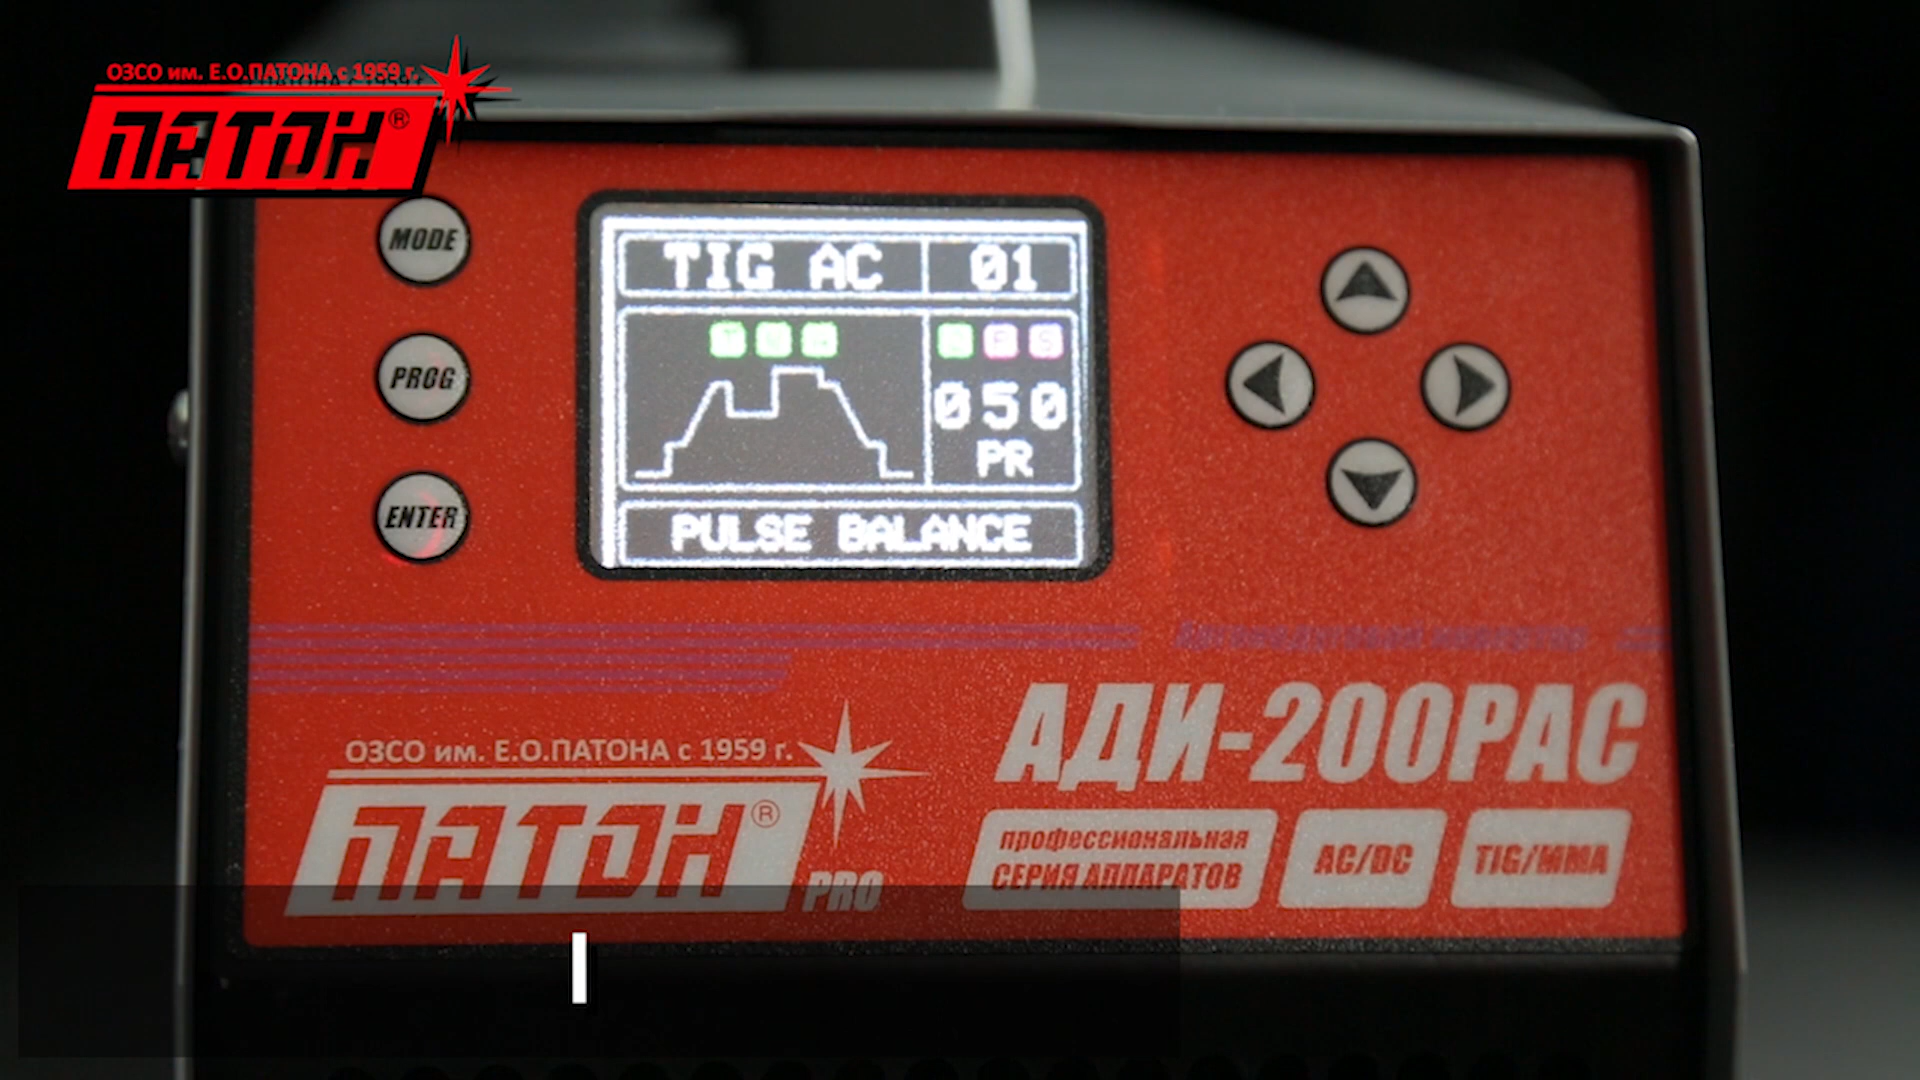 ОЗСО им. Е.О.ПАТОНА с 1959 г.
ПАТОН®
MODE
PROG
ENTER
TIG AC 01
050
PR
PULSE BALANCE
АДИ-200PAC
ОЗСО им. Е.О.ПАТОНА с 1959 г.
ПАТОН®
PRO
профессиональная
СЕРИЯ АППАРАТОВ
AC/DC
TIG/MMA